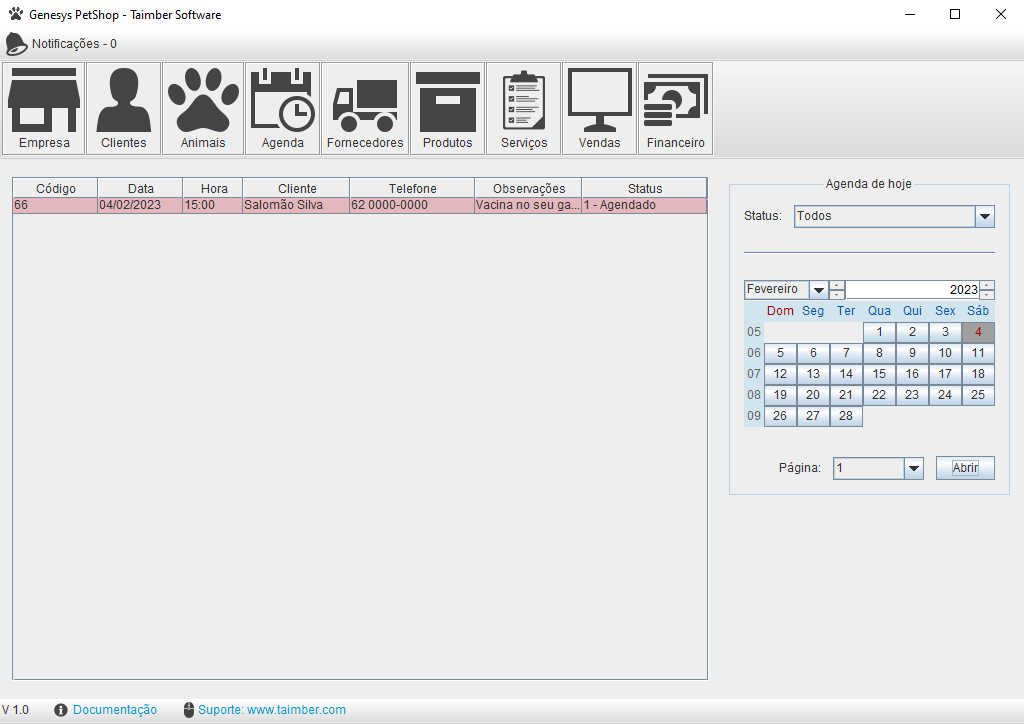 Genesys PetShop - Taimber Software
Notificações - 0
Empresa Clientes Animais Agenda Fornecedores Produtos Serviços Vendas Financeiro
Código Data Hora Cliente Telefone Observações Status
66 04/02/2023 15:00 Salomão Silva 62 0000-0000 Vacina no seu ga... 1 - Agendado
Agenda de hoje
Status: Todos
Fevereiro 2023
Dom Seg Ter Qua Qui Sex Sáb
05 1 2 3 4
06 5 6 7 8 9 10 11
07 12 13 14 15 16 17 18
08 19 20 21 22 23 24 25
09 26 27 28
Página: 1 Abrir
V 1.0 Documentação Suporte: www.taimber.com